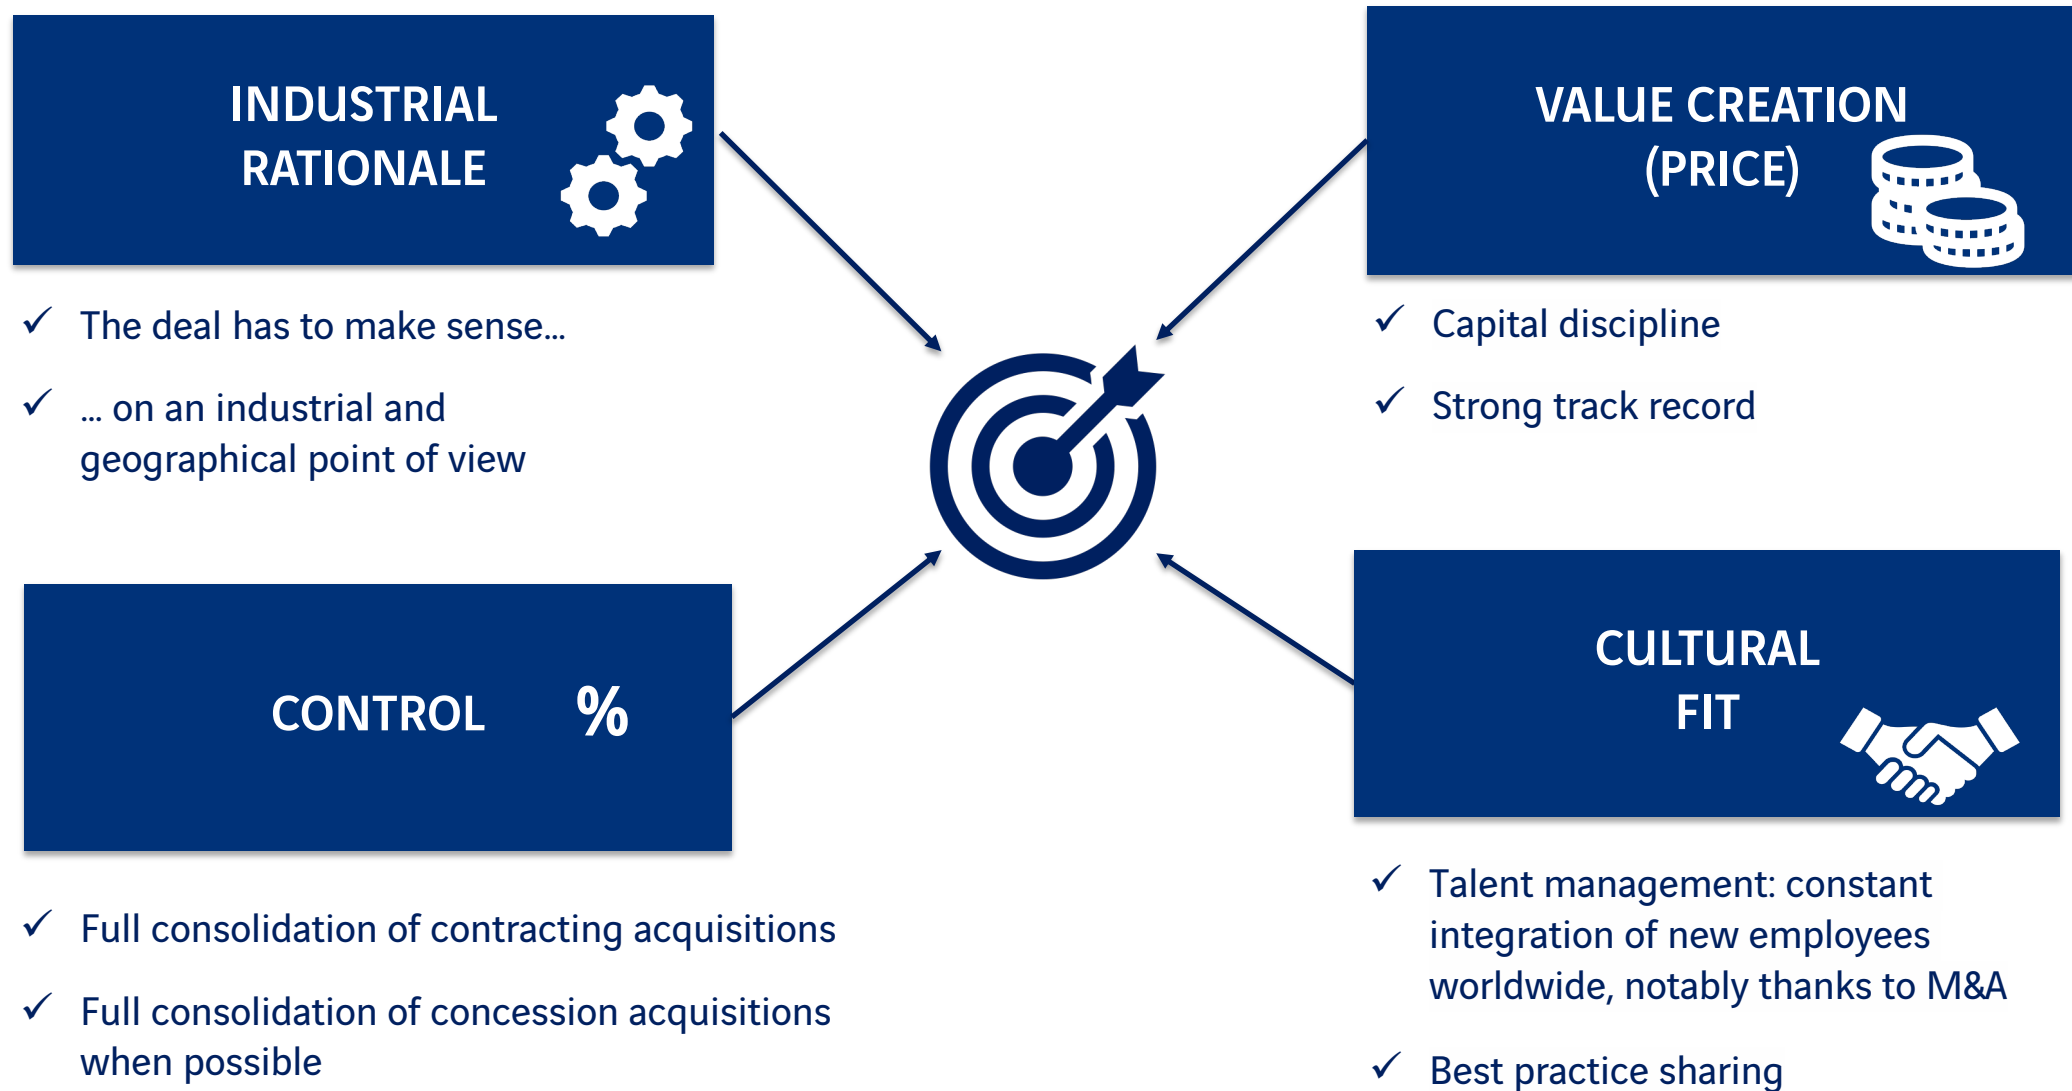 INDUSTRIAL
RATIONALE
✓ The deal has to make sense...
✓ ... on an industrial and
geographical point of view
VALUE CREATION
(PRICE)
✓ Capital discipline
✓ Strong track record
CONTROL %
✓ Full consolidation of contracting acquisitions
✓ Full consolidation of concession acquisitions
when possible
CULTURAL
FIT
✓ Talent management: constant
integration of new employees
worldwide, notably thanks to M&A
✓ Best practice sharing